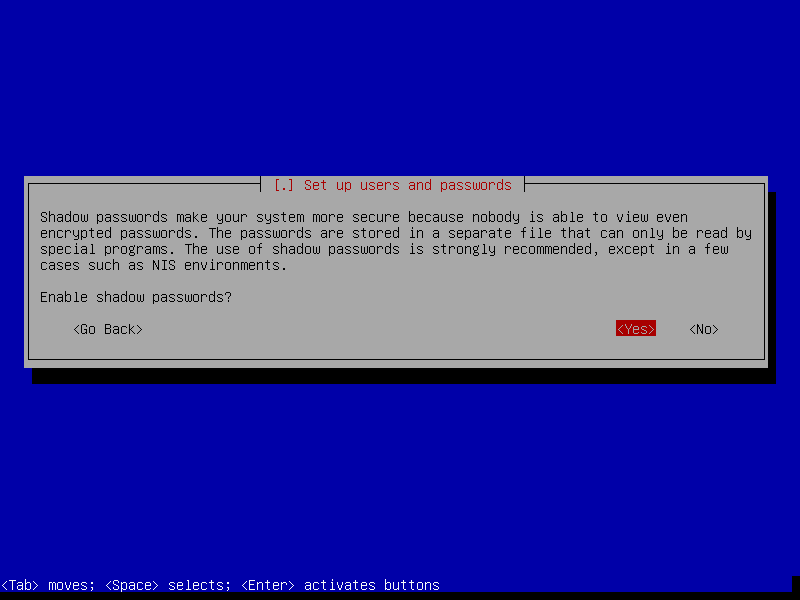 [.] Set up users and passwords
Shadow passwords make your system more secure because nobody is able to view even
encrypted passwords. The passwords are stored in a separate file that can only be read by
special programs. The use of shadow passwords is strongly recommended, except in a few
cases such as NIS environments.
Enable shadow passwords?
<Go Back> <Yes> <No>
<Tab> moves; <Space> selects; <Enter> activates buttons